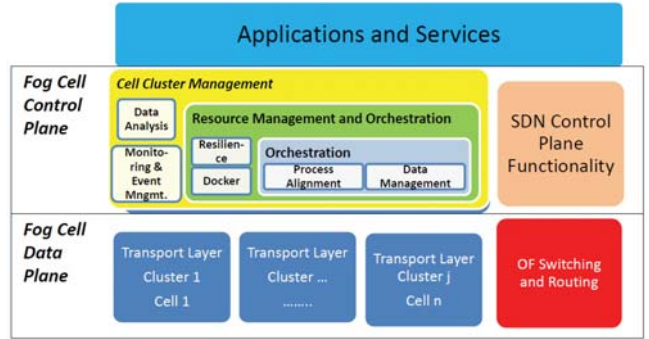 Applications and Services
Fog Cell
Control
Plane
Cell Cluster Management
Data
Analysis
Monito-
ring &
Event
Mngmt.
Resource Management and Orchestration
Resilien-
ce
Docker
Orchestration
Process
Alignment
Data
Management
SDN Control
Plane
Functionality
Fog Cell
Data
Plane
Transport Layer
Cluster 1
Cell 1
Transport Layer
Cluster ...
........
Transport Layer
Cluster j
Cell n
OF Switching
and Routing